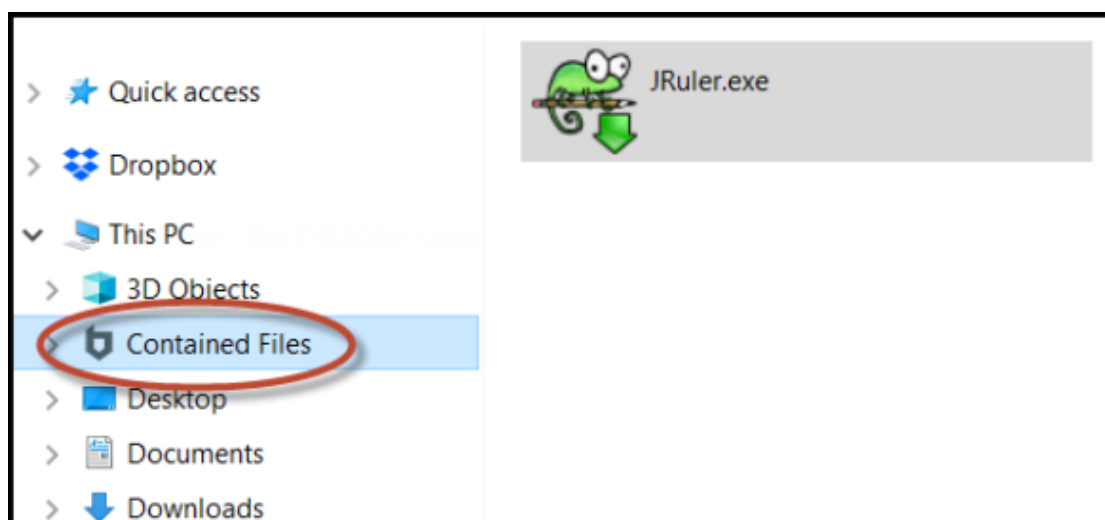 Quick access
Dropbox
This PC
3D Objects
Contained Files
Desktop
Documents
Downloads
JRuler.exe